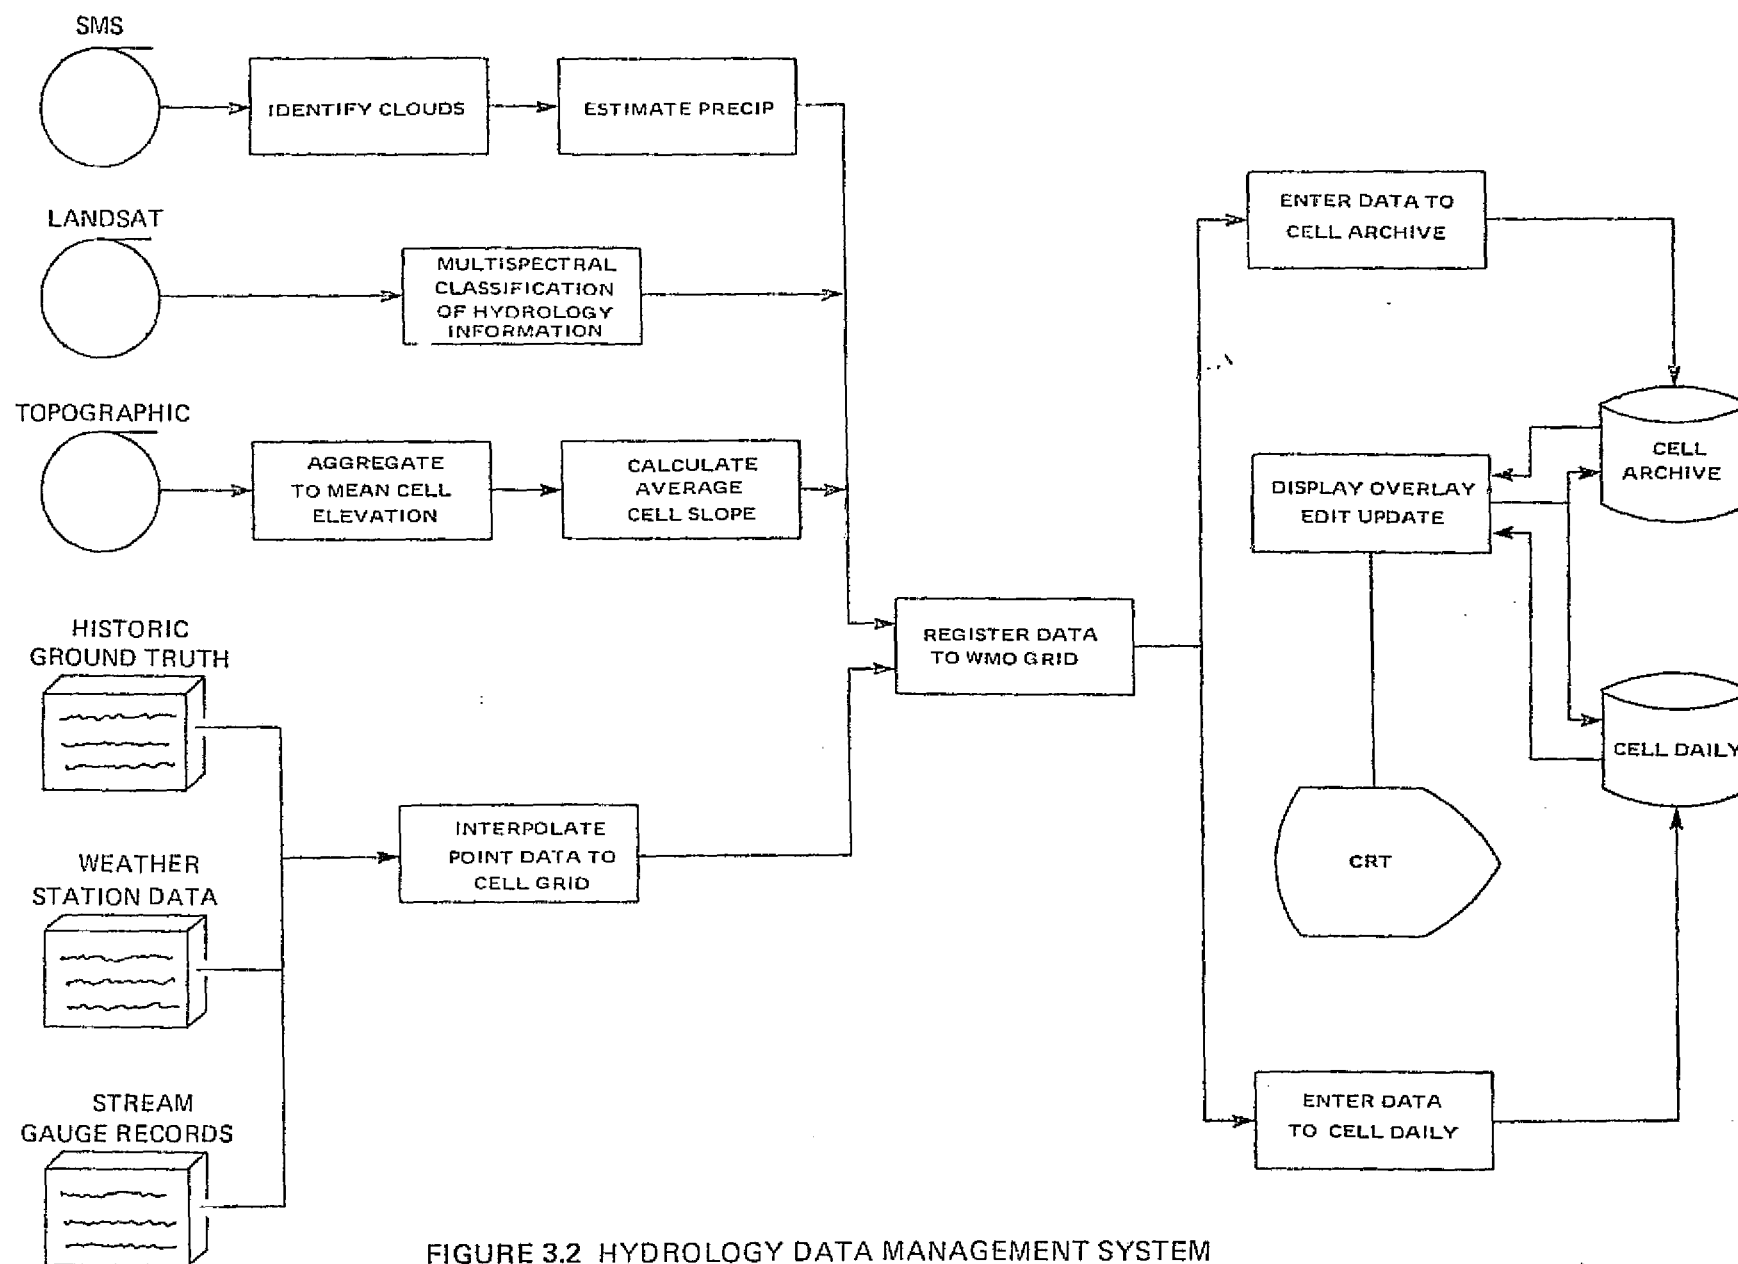 SMS
IDENTIFY CLOUDS
ESTIMATE PRECIP
LANDSAT
MULTISPECTRAL
CLASSIFICATION
OF HYDROLOGY
INFORMATION
TOPOGRAPHIC
AGGREGATE
TO MEAN CELL
ELEVATION
CALCULATE
AVERAGE
CELL SLOPE
HISTORIC
GROUND TRUTH
WEATHER
STATION DATA
STREAM
GAUGE RECORDS
INTERPOLATE
POINT DATA TO
CELL GRID
REGISTER DATA
TO WMO GRID
ENTER DATA TO
CELL ARCHIVE
CELL
ARCHIVE
DISPLAY OVERLAY
EDIT UPDATE
CELL DAILY
CRT
ENTER DATA
TO CELL DAILY
FIGURE 3.2 HYDROLOGY DATA MANAGEMENT SYSTEM